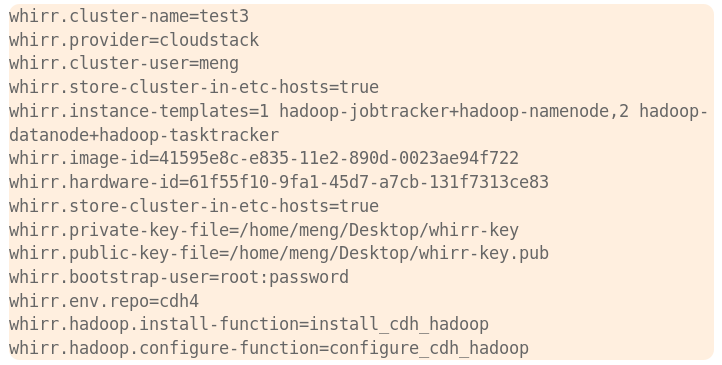 whirr.cluster-name=test3
whirr.provider=cloudstack
whirr.cluster-user=meng
whirr.store-cluster-in-etc-hosts=true
whirr.instance-templates=1 hadoop-jobtracker+hadoop-namenode,2 hadoop-
datanode+hadoop-tasktracker
whirr.image-id=41595e8c-e835-11e2-890d-0023ae94f722
whirr.hardware-id=61f55f10-9fa1-45d7-a7cb-131f7313ce83
whirr.store-cluster-in-etc-hosts=true
whirr.private-key-file=/home/meng/Desktop/whirr-key
whirr.public-key-file=/home/meng/Desktop/whirr-key.pub
whirr.bootstrap-user=root:password
whirr.env.repo=cdh4
whirr.hadoop.install-function=install_cdh_hadoop
whirr.hadoop.configure-function=configure_cdh_hadoop